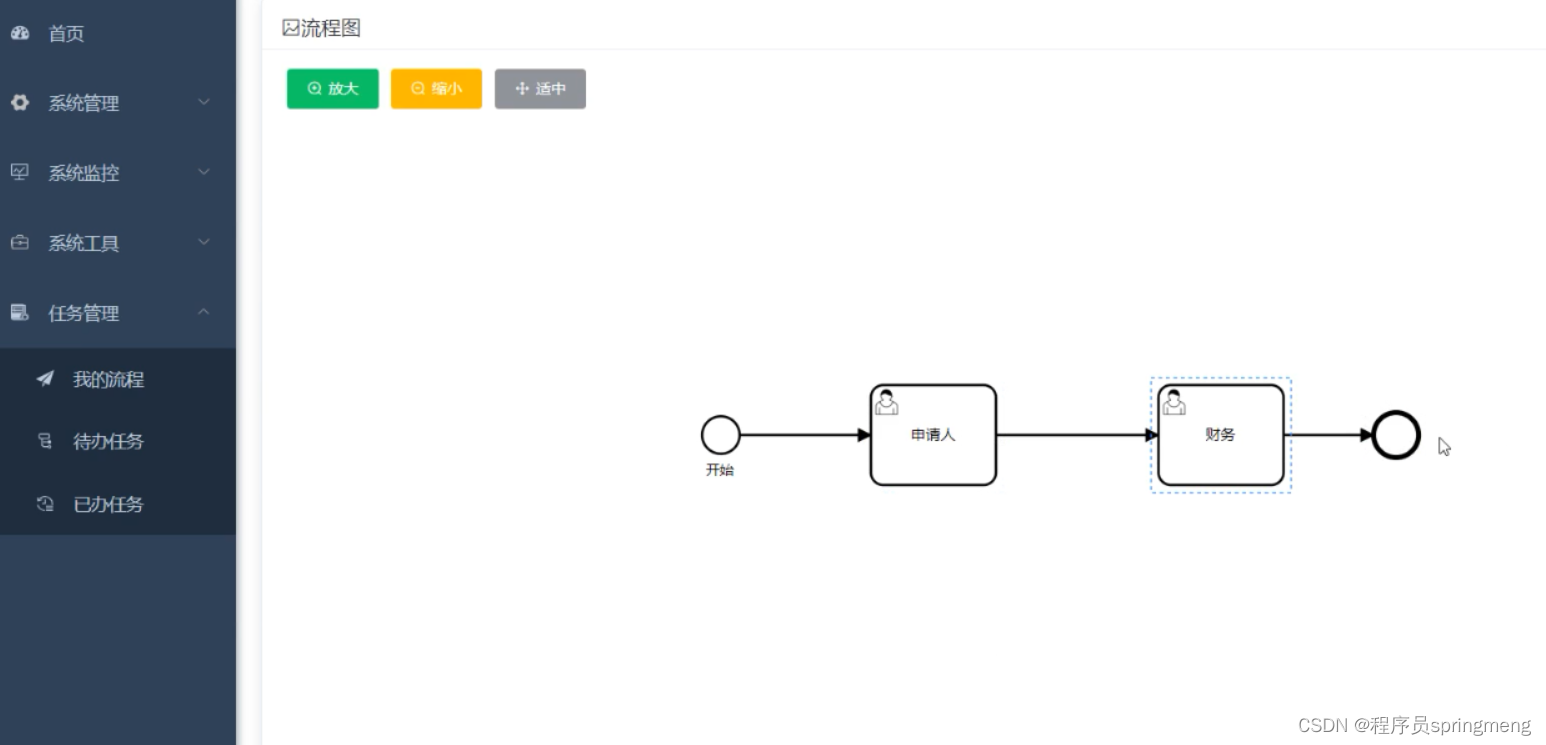 首页
系统管理
系统监控
系统工具
任务管理
我的流程
待办任务
已办任务
流程图
放大 缩小 适中
开始
申请人
财务
CSDN @程序员springmeng